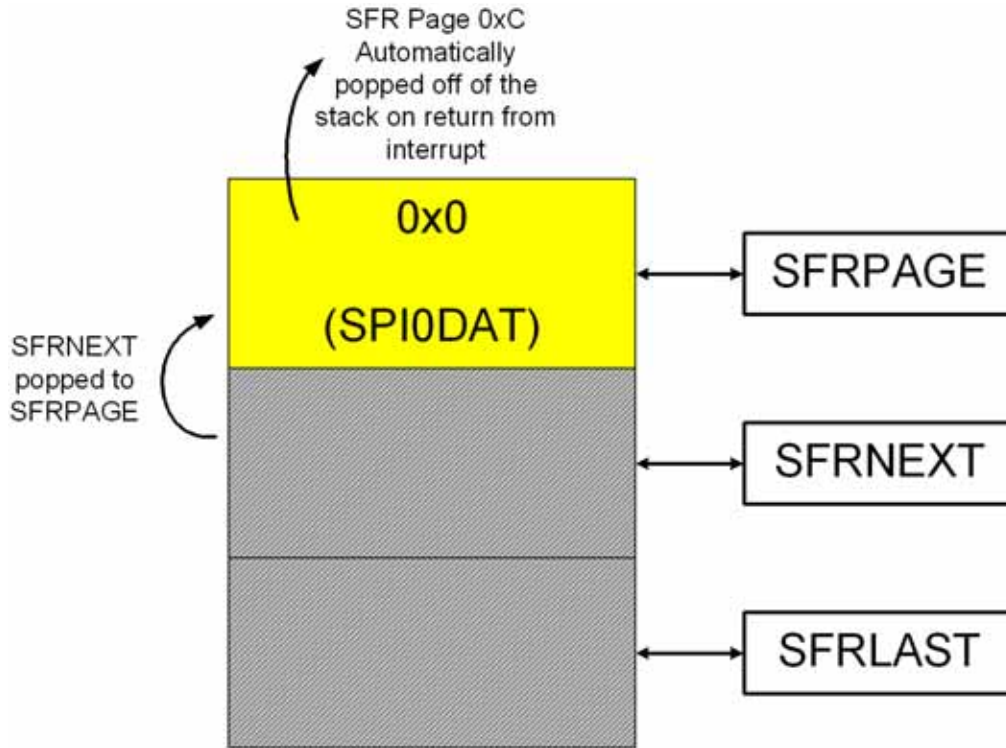 SFR Page 0xC
Automatically
popped off of the
stack on return from
interrupt
0x0
(SPI0DAT)
SFRPAGE
SFRNEXT
popped to
SFRPAGE
SFRNEXT
SFRLAST